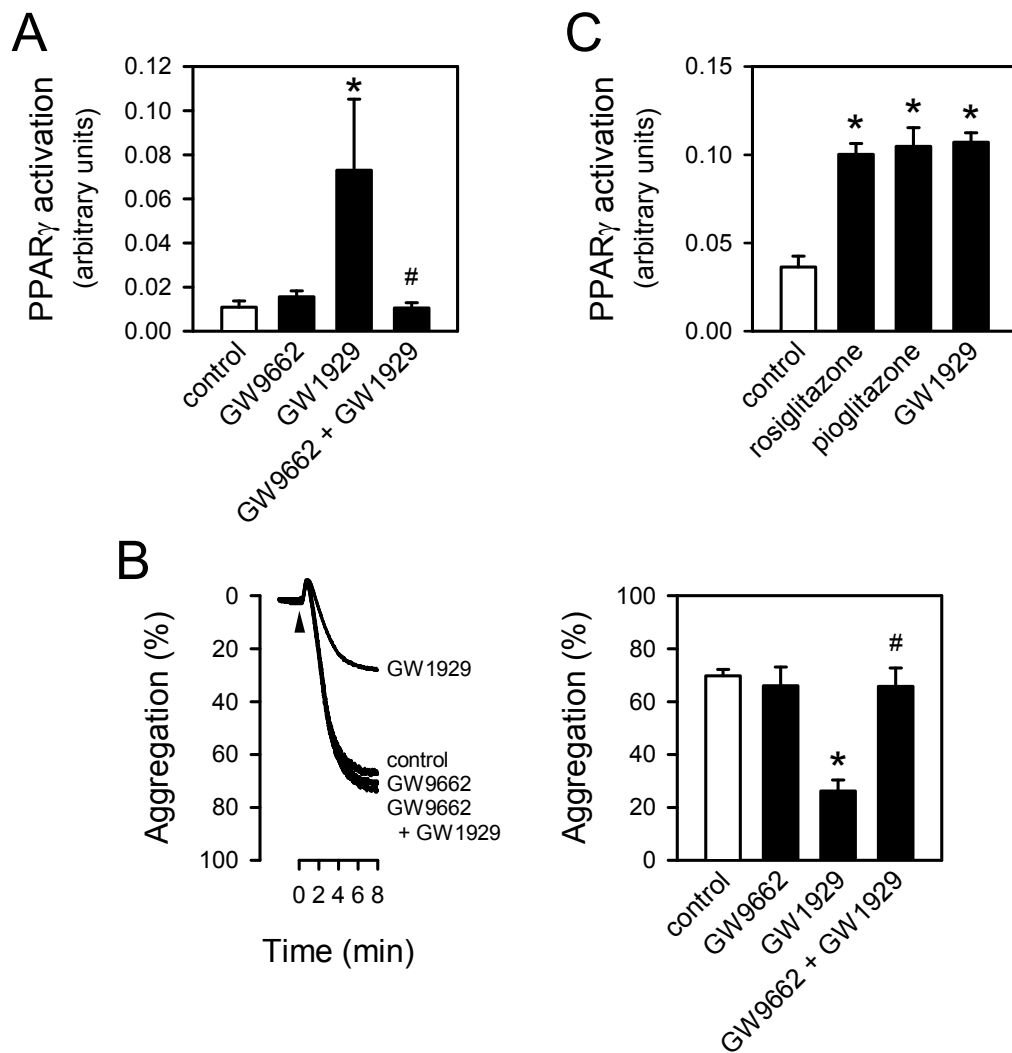 A
PPARγ activation
(arbitrary units)
0.12
0.10
0.08
0.06
0.04
0.02
0.00
*
#
control
GW9662
GW1929
GW9662 + GW1929
C
PPARγ activation
(arbitrary units)
0.15
0.10
0.05
0.00
*
*
*
control
rosiglitazone
pioglitazone
GW1929
B
Aggregation (%)
0
20
40
60
80
100
GW1929
control
GW9662
GW9662
+ GW1929
0 2 4 6 8
Time (min)
Aggregation (%)
100
80
60
40
20
0
*
#
control
GW9662
GW1929
GW9662 + GW1929